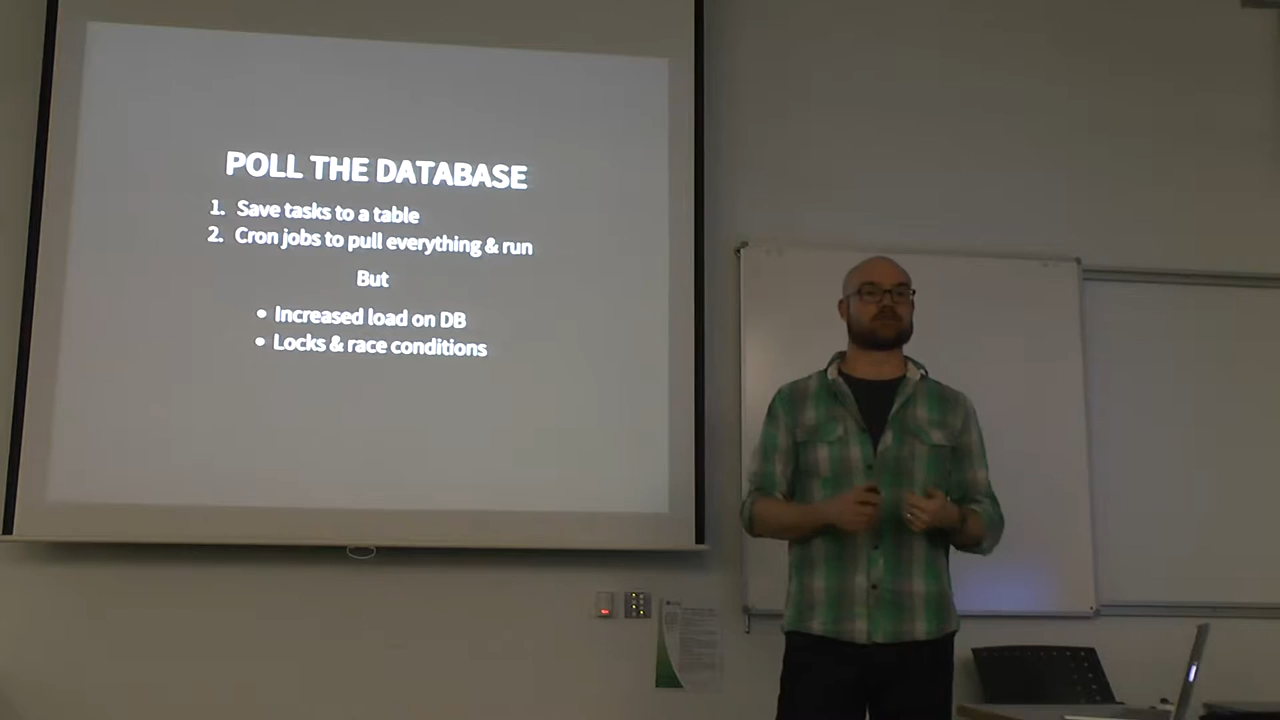 POLL THE DATABASE
1. Save tasks to a table
2. Cron jobs to pull everything & run
But
• Increased load on DB
• Locks & race conditions